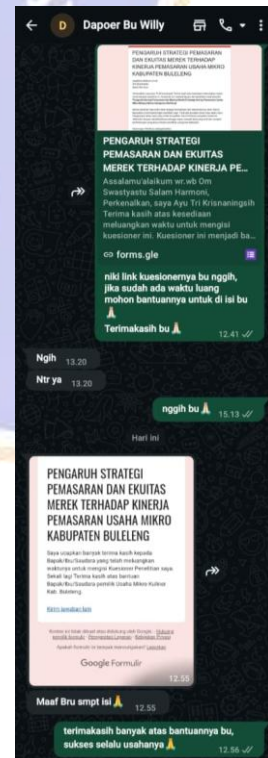 Dapoer Bu Willy
D
PENGARUH STRATEGI PEMASARAN
DAN EKUITAS MEREK TERHADAP
KINERJA PEMASARAN USAHA MIKRO
KABUPATEN BULELENG
PENGARUH STRATEGI
PEMASARAN DAN EKUITAS
MEREK TERHADAP KINERJA PE...
Assalamu'alaikum wr.wb Om
Swastyastu Salam Harmoni,
Perkenalkan, saya Ayu Tri Krisnaningsih
Terima kasih atas kesediaan
meluangkan waktu untuk mengisi
kuesioner ini. Kuesioner ini menjadi ba...
forms.gle
niki link kuesionernya bu nggih,
jika sudah ada waktu luang
mohon bantuannya untuk di isi bu
🙏
Terimakasih bu 🙏
12.41
Ngih 13.20
Ntr ya 13.20
nggih bu 🙏 15.13
Hari ini
PENGARUH STRATEGI
PEMASARAN DAN EKUITAS
MEREK TERHADAP KINERJA
PEMASARAN USAHA MIKRO
KABUPATEN BULELENG
Saya ucapkan banyak terima kasih kepada
Bapak/Ibu/Saudara yang telah meluangkan
waktunya untuk mengisi Kuesioner Penelitian saya.
Sekali lagi Terima kasih atas bantuan
Bapak/Ibu/Saudara pemilik Usaha Mikro Kuliner
Kab. Buleleng.
Kirim jawaban lain
Google Formulir
12.55
Maaf Bru smpt isi 🙏 12.55
terimakasih banyak atas bantuannya bu,
sukses selalu usahanya 🙏 12.56